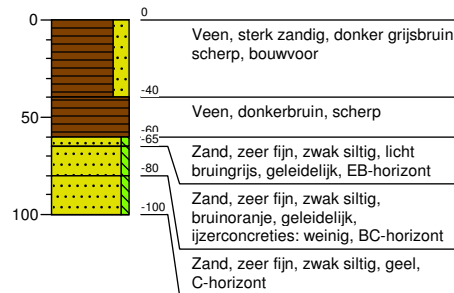 0
0
Veen, sterk zandig, donker grijsbruin,
scherp, bouwvoor
-40
Veen, donkerbruin, scherp
50
-60
-65
Zand, zeer fijn, zwak siltig, licht
bruingrijs, geleidelijk, EB-horizont
-80
Zand, zeer fijn, zwak siltig,
bruinoranje, geleidelijk,
ijzerconcreties: weinig, BC-horizont
100
-100
Zand, zeer fijn, zwak siltig, geel,
C-horizont